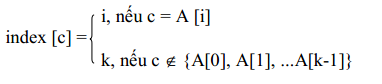 i, nếu c = A [i]
index [c] =
k, nếu c ∉ {A[0], A[1], ...A[k-1]}